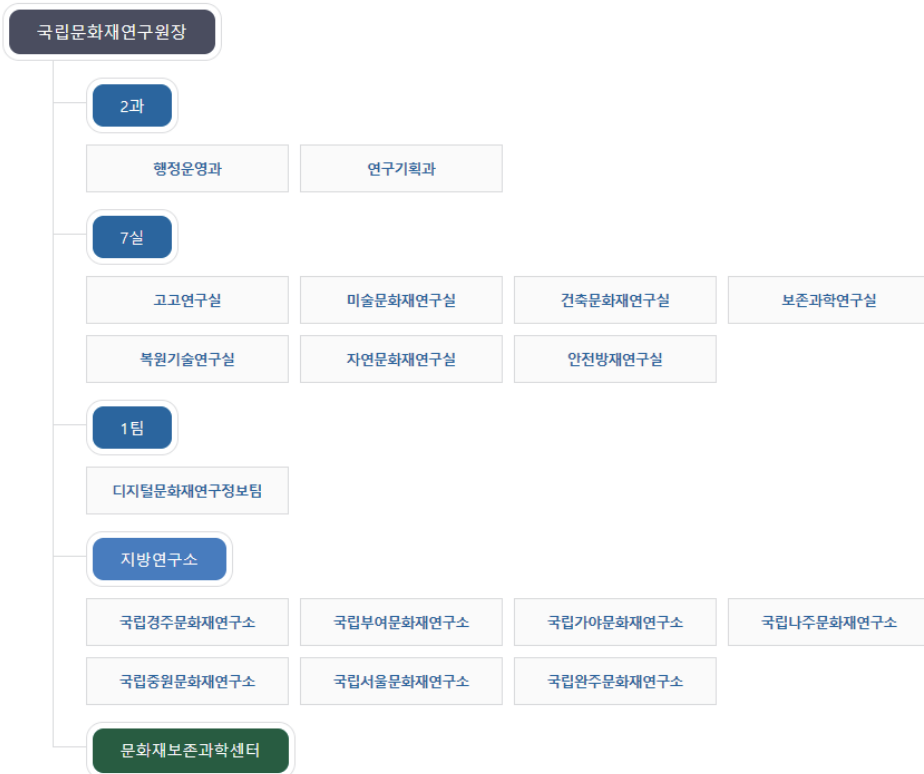 국립문화재연구원장
2과
행정운영과 연구기획과
7실
고고연구실 미술문화재연구실 건축문화재연구실 보존과학연구실
복원기술연구실 자연문화재연구실 안전방재연구실
1팀
디지털문화재연구정보팀
지방연구소
국립경주문화재연구소 국립부여문화재연구소 국립가야문화재연구소 국립나주문화재연구소
국립중원문화재연구소 국립서울문화재연구소 국립완주문화재연구소
문화재보존과학센터